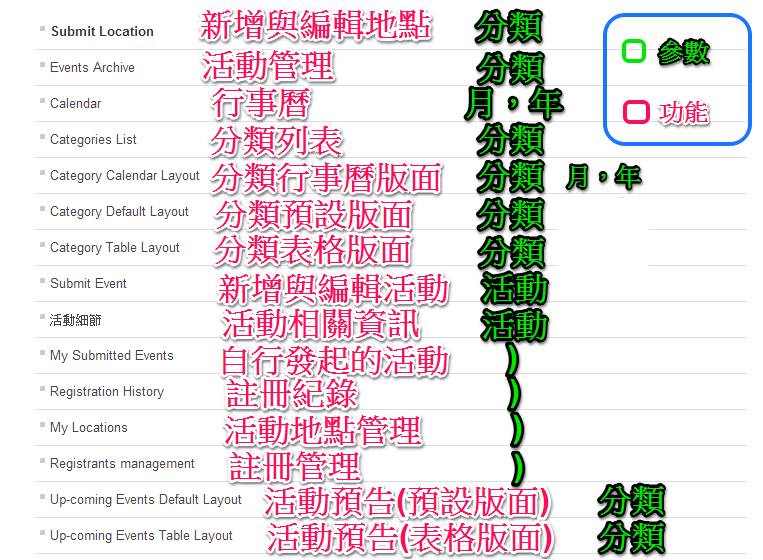 Submit Location 新增與編輯地點 分類
參數
Events Archive 活動管理 分類
Calendar 行事曆 月，年
功能
Categories List 分類列表 分類
Category Calendar Layout 分類行事曆版面 分類 月，年
Category Default Layout 分類預設版面 分類
Category Table Layout 分類表格版面 分類
Submit Event 新增與編輯活動 活動
活動細節 活動相關資訊 活動
My Submitted Events 自行發起的活動 )
Registration History 註冊紀錄 )
My Locations 活動地點管理 )
Registrants management 註冊管理 )
Up-coming Events Default Layout 活動預告(預設版面) 分類
Up-coming Events Table Layout 活動預告(表格版面) 分類